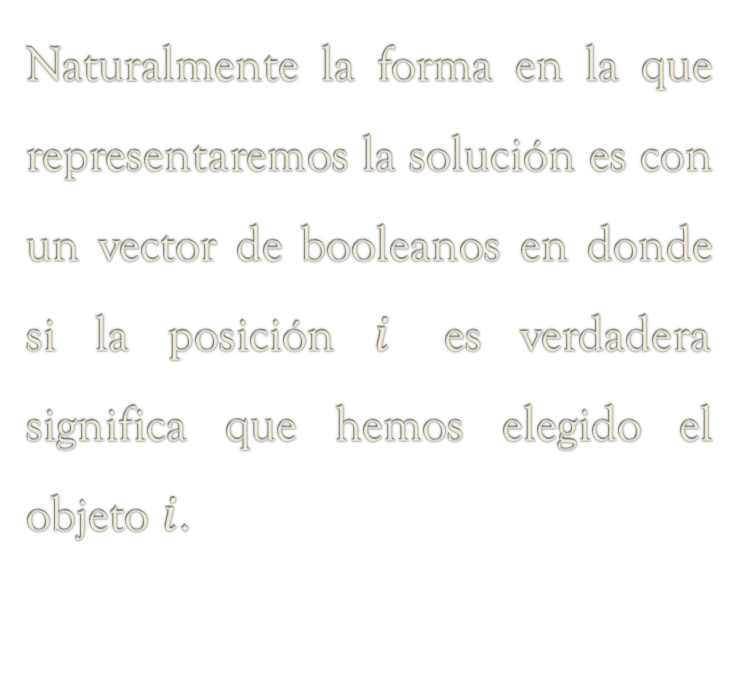 Naturalmente la forma en la que
representaremos la solución es con
un vector de booleanos en donde
si la posición i es verdadera
significa que hemos elegido el
objeto i.